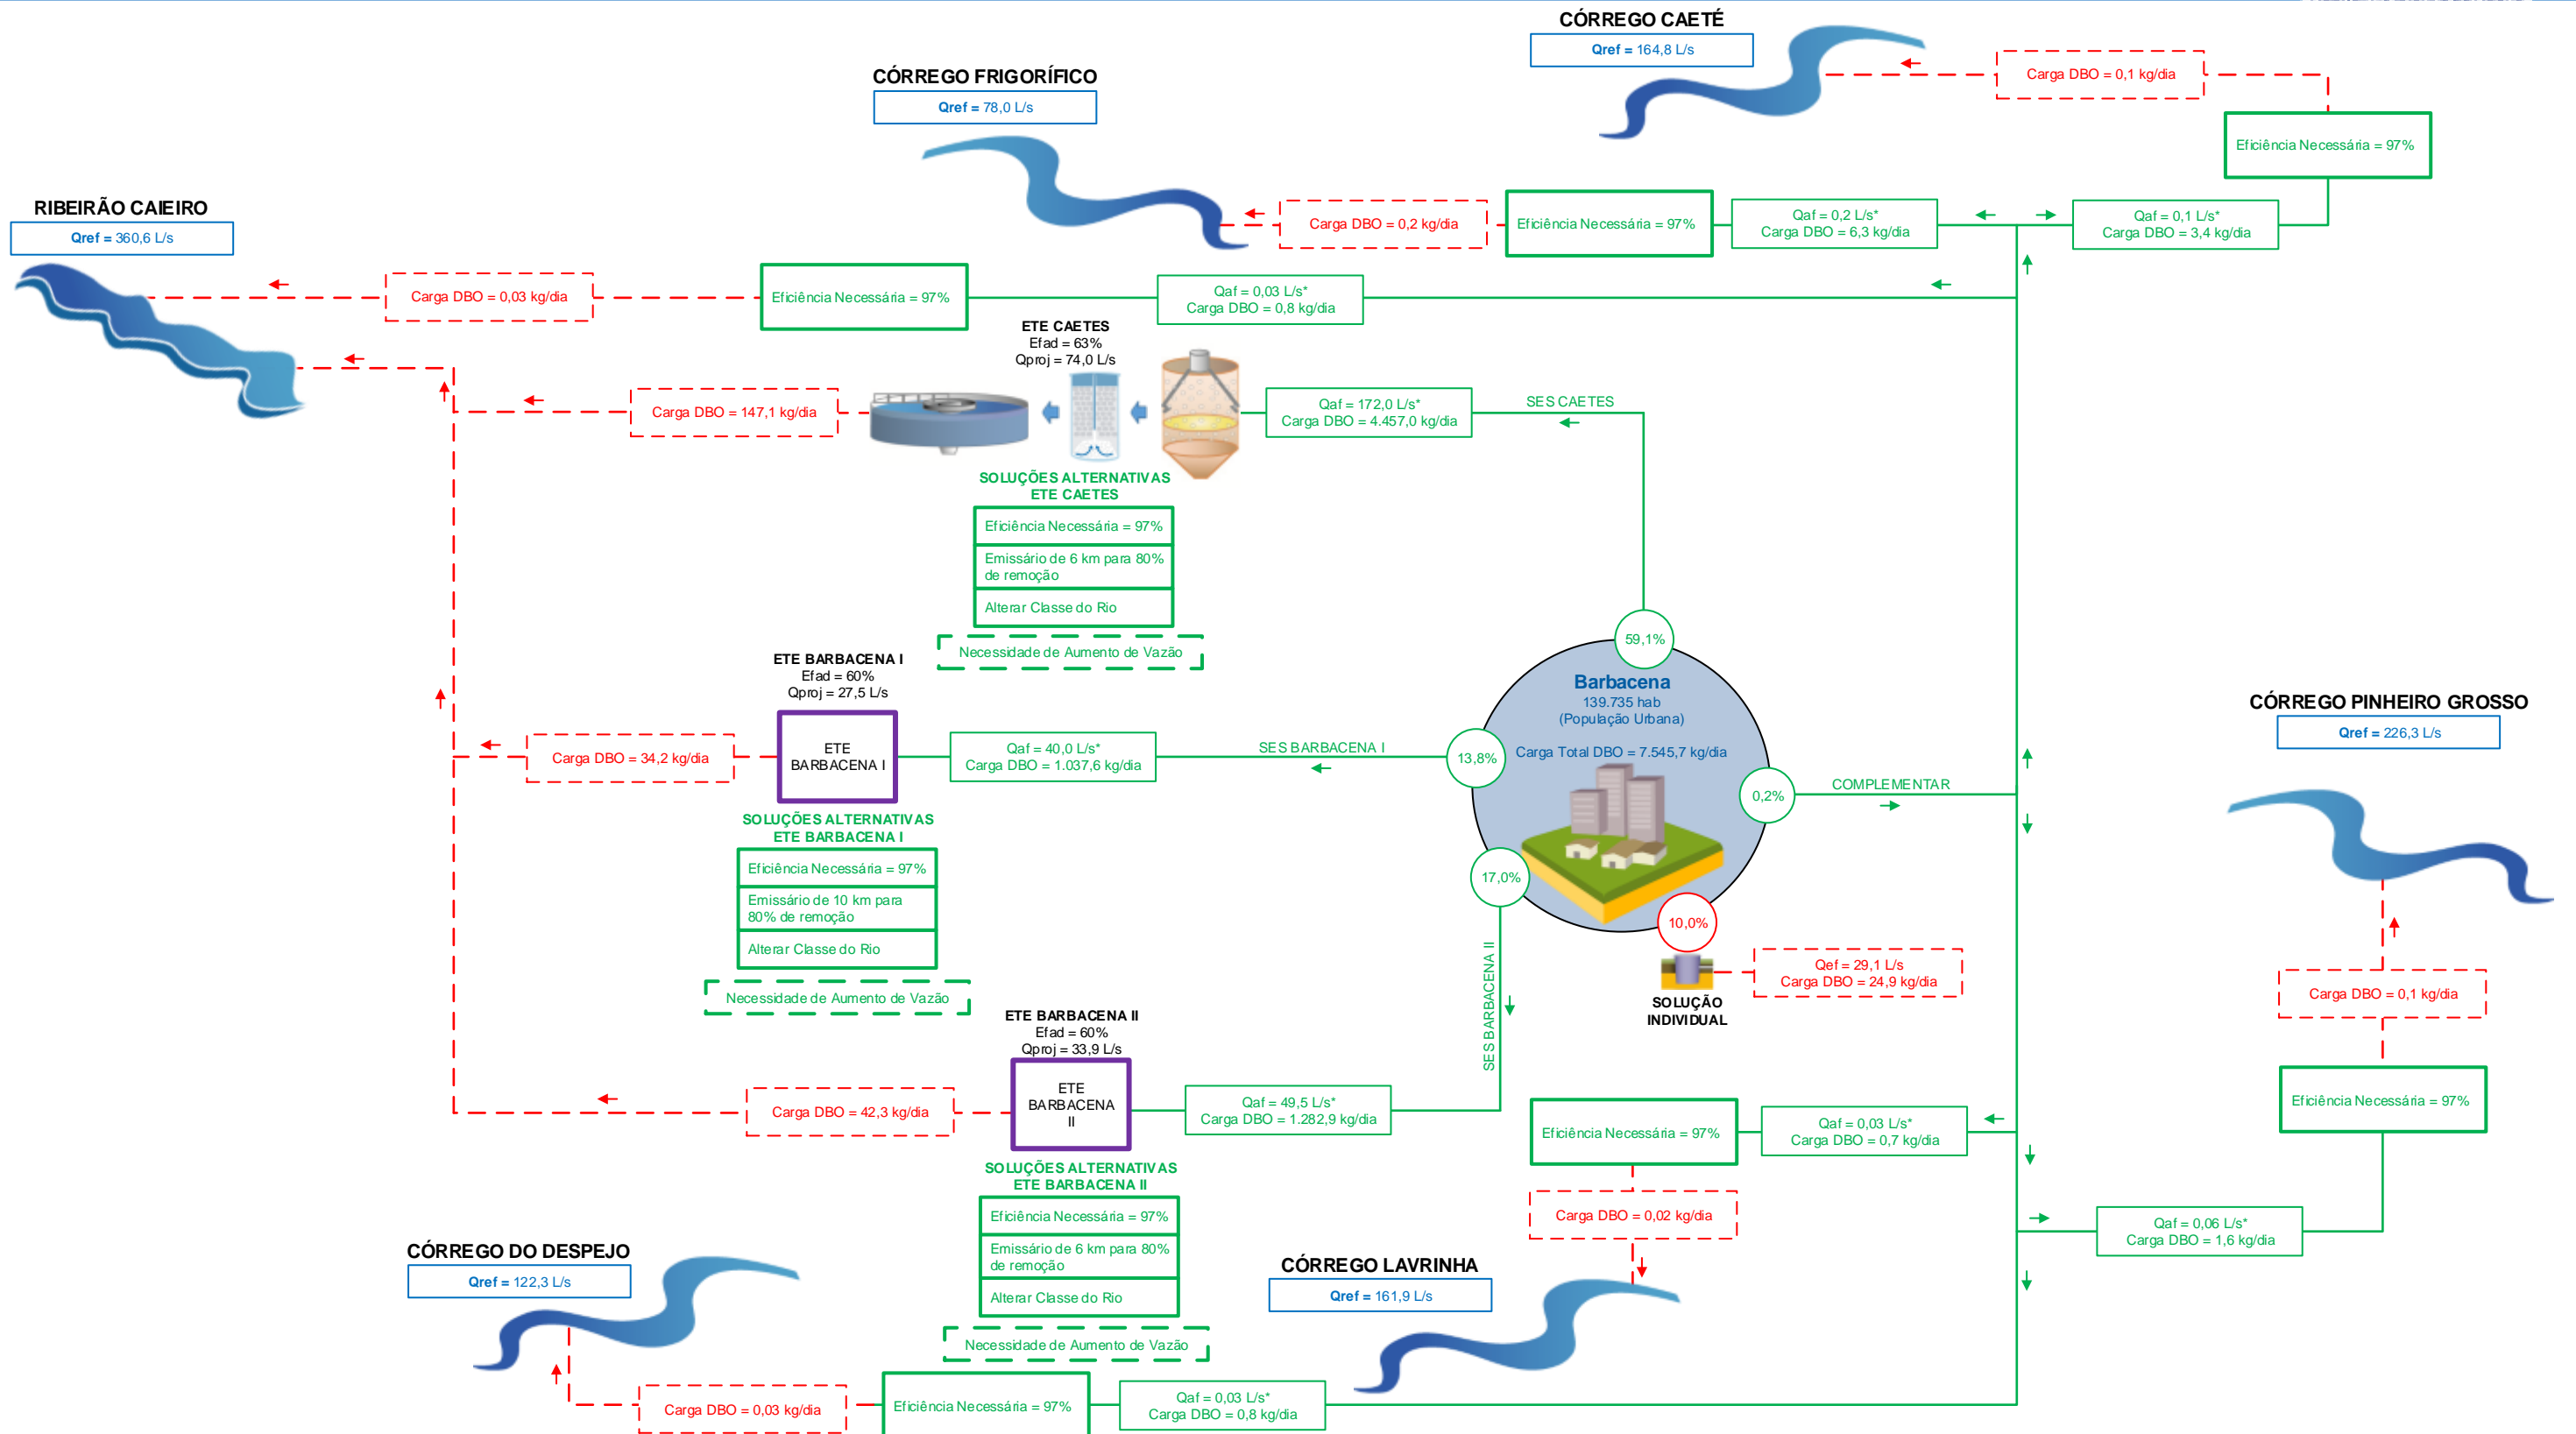 CÓRREGO CAETÉ
Qref = 164,8 L/s
Carga DBO = 0,1 kg/dia
Eficiência Necessária = 97%
CÓRREGO FRIGORÍFICO
Qref = 78,0 L/s
Carga DBO = 0,2 kg/dia
Eficiência Necessária = 97%
Qaf = 0,2 L/s*
Carga DBO = 6,3 kg/dia
Qaf = 0,1 L/s*
Carga DBO = 3,4 kg/dia
RIBEIRÃO CAIEIRO
Qref = 360,6 L/s
Carga DBO = 0,03 kg/dia
Eficiência Necessária = 97%
Qaf = 0,03 L/s*
Carga DBO = 0,8 kg/dia
ETE CAETES
Efad = 63%
Qproj = 74,0 L/s
Carga DBO = 147,1 kg/dia
Qaf = 172,0 L/s*
Carga DBO = 4.457,0 kg/dia
SES CAETES
SOLUÇÕES ALTERNATIVAS
ETE CAETES
Eficiência Necessária = 97%
Emissário de 6 km para 80%
de remoção
Alterar Classe do Rio
Necessidade de Aumento de Vazão
59,1%
Barbacena
139.735 hab
(População Urbana)
Carga Total DBO = 7.545,7 kg/dia
13,8%
0,2%
17,0%
10,0%
COMPLEMENTAR
ETE BARBACENA I
Efad = 60%
Qproj = 27,5 L/s
ETE
BARBACENA I
Carga DBO = 34,2 kg/dia
Qaf = 40,0 L/s*
Carga DBO = 1.037,6 kg/dia
SES BARBACENA I
SOLUÇÕES ALTERNATIVAS
ETE BARBACENA I
Eficiência Necessária = 97%
Emissário de 10 km para
80% de remoção
Alterar Classe do Rio
Necessidade de Aumento de Vazão
CÓRREGO PINHEIRO GROSSO
Qref = 226,3 L/s
Carga DBO = 0,1 kg/dia
Eficiência Necessária = 97%
Qef = 29,1 L/s
Carga DBO = 24,9 kg/dia
SOLUÇÃO
INDIVIDUAL
SES BARBACENA II
ETE BARBACENA II
Efad = 60%
Qproj = 33,9 L/s
ETE
BARBACENA
II
Carga DBO = 42,3 kg/dia
Qaf = 49,5 L/s*
Carga DBO = 1.282,9 kg/dia
SOLUÇÕES ALTERNATIVAS
ETE BARBACENA II
Eficiência Necessária = 97%
Emissário de 6 km para 80%
de remoção
Alterar Classe do Rio
Necessidade de Aumento de Vazão
Eficiência Necessária = 97%
Qaf = 0,03 L/s*
Carga DBO = 0,7 kg/dia
Carga DBO = 0,02 kg/dia
Qaf = 0,06 L/s*
Carga DBO = 1,6 kg/dia
CÓRREGO LAVRINHA
Qref = 161,9 L/s
CÓRREGO DO DESPEJO
Qref = 122,3 L/s
Carga DBO = 0,03 kg/dia
Eficiência Necessária = 97%
Qaf = 0,03 L/s*
Carga DBO = 0,8 kg/dia